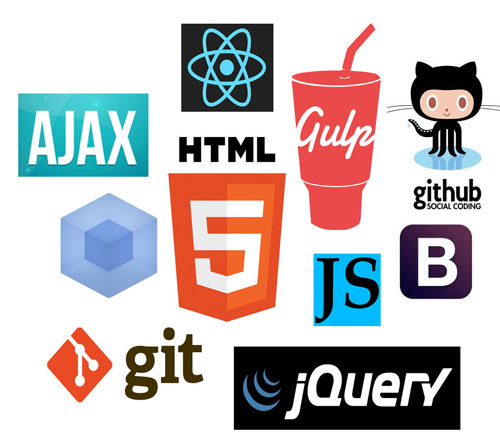 AJAX
HTML
5
Gulp
github
SOCIAL CODING
JS
B
git
jQuery